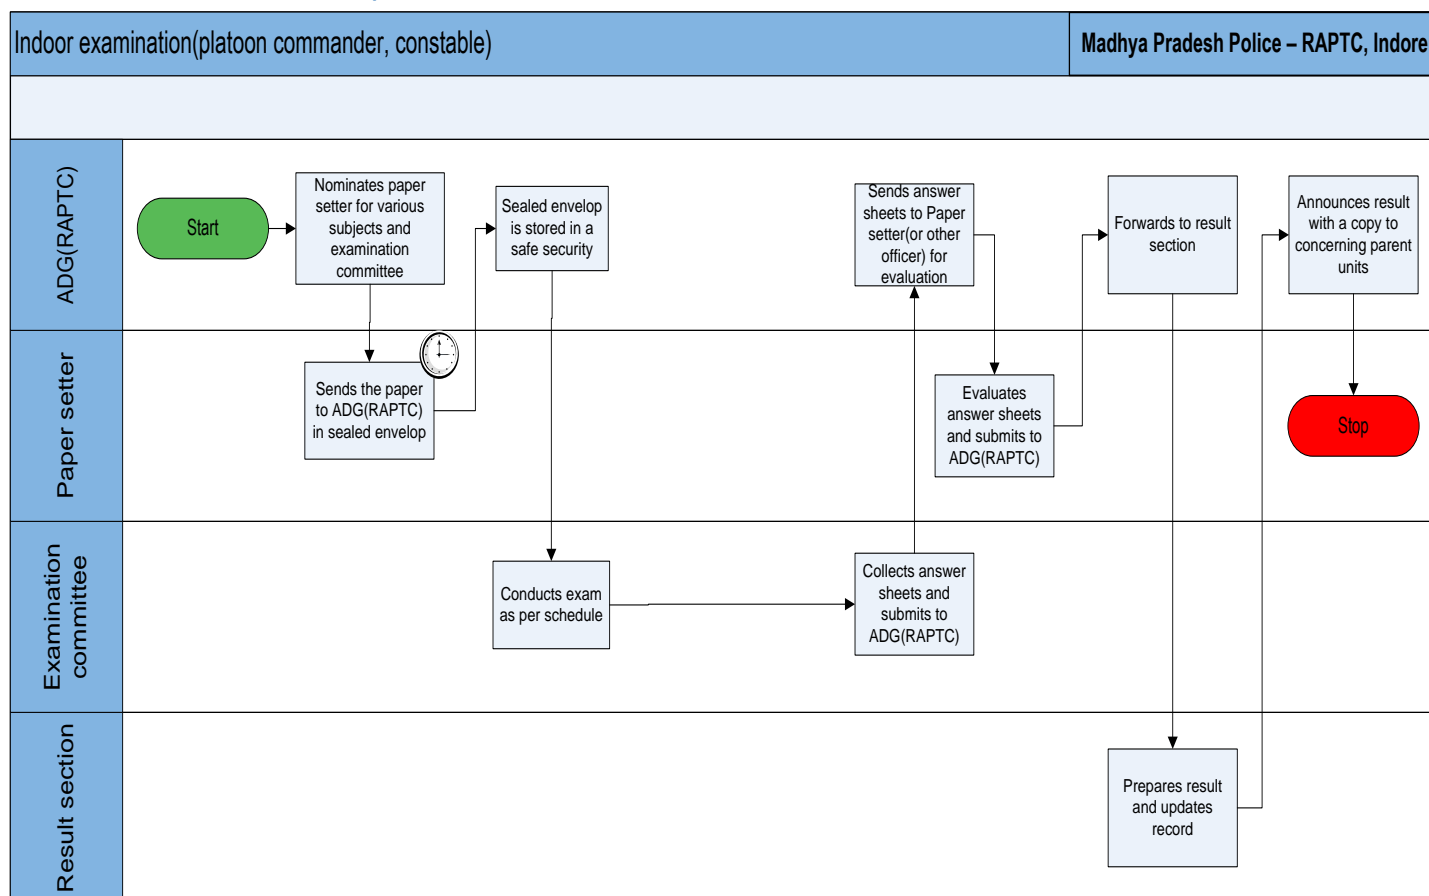 Indoor examination(platoon commander, constable)
Madhya Pradesh Police – RAPTC, Indore
ADG(RAPTC)
Start
Nominates paper
setter for various
subjects and
examination
committee
Sealed envelop
is stored in a
safe security
Sends answer
sheets to Paper
setter(or other
officer) for
evaluation
Forwards to result
section
Announces result
with a copy to
concerning parent
units
Paper setter
Sends the paper
to ADG(RAPTC)
in sealed envelop
Evaluates
answer sheets
and submits to
ADG(RAPTC)
Stop
Examination
committee
Conducts exam
as per schedule
Collects answer
sheets and
submits to
ADG(RAPTC)
Result section
Prepares result
and updates
record